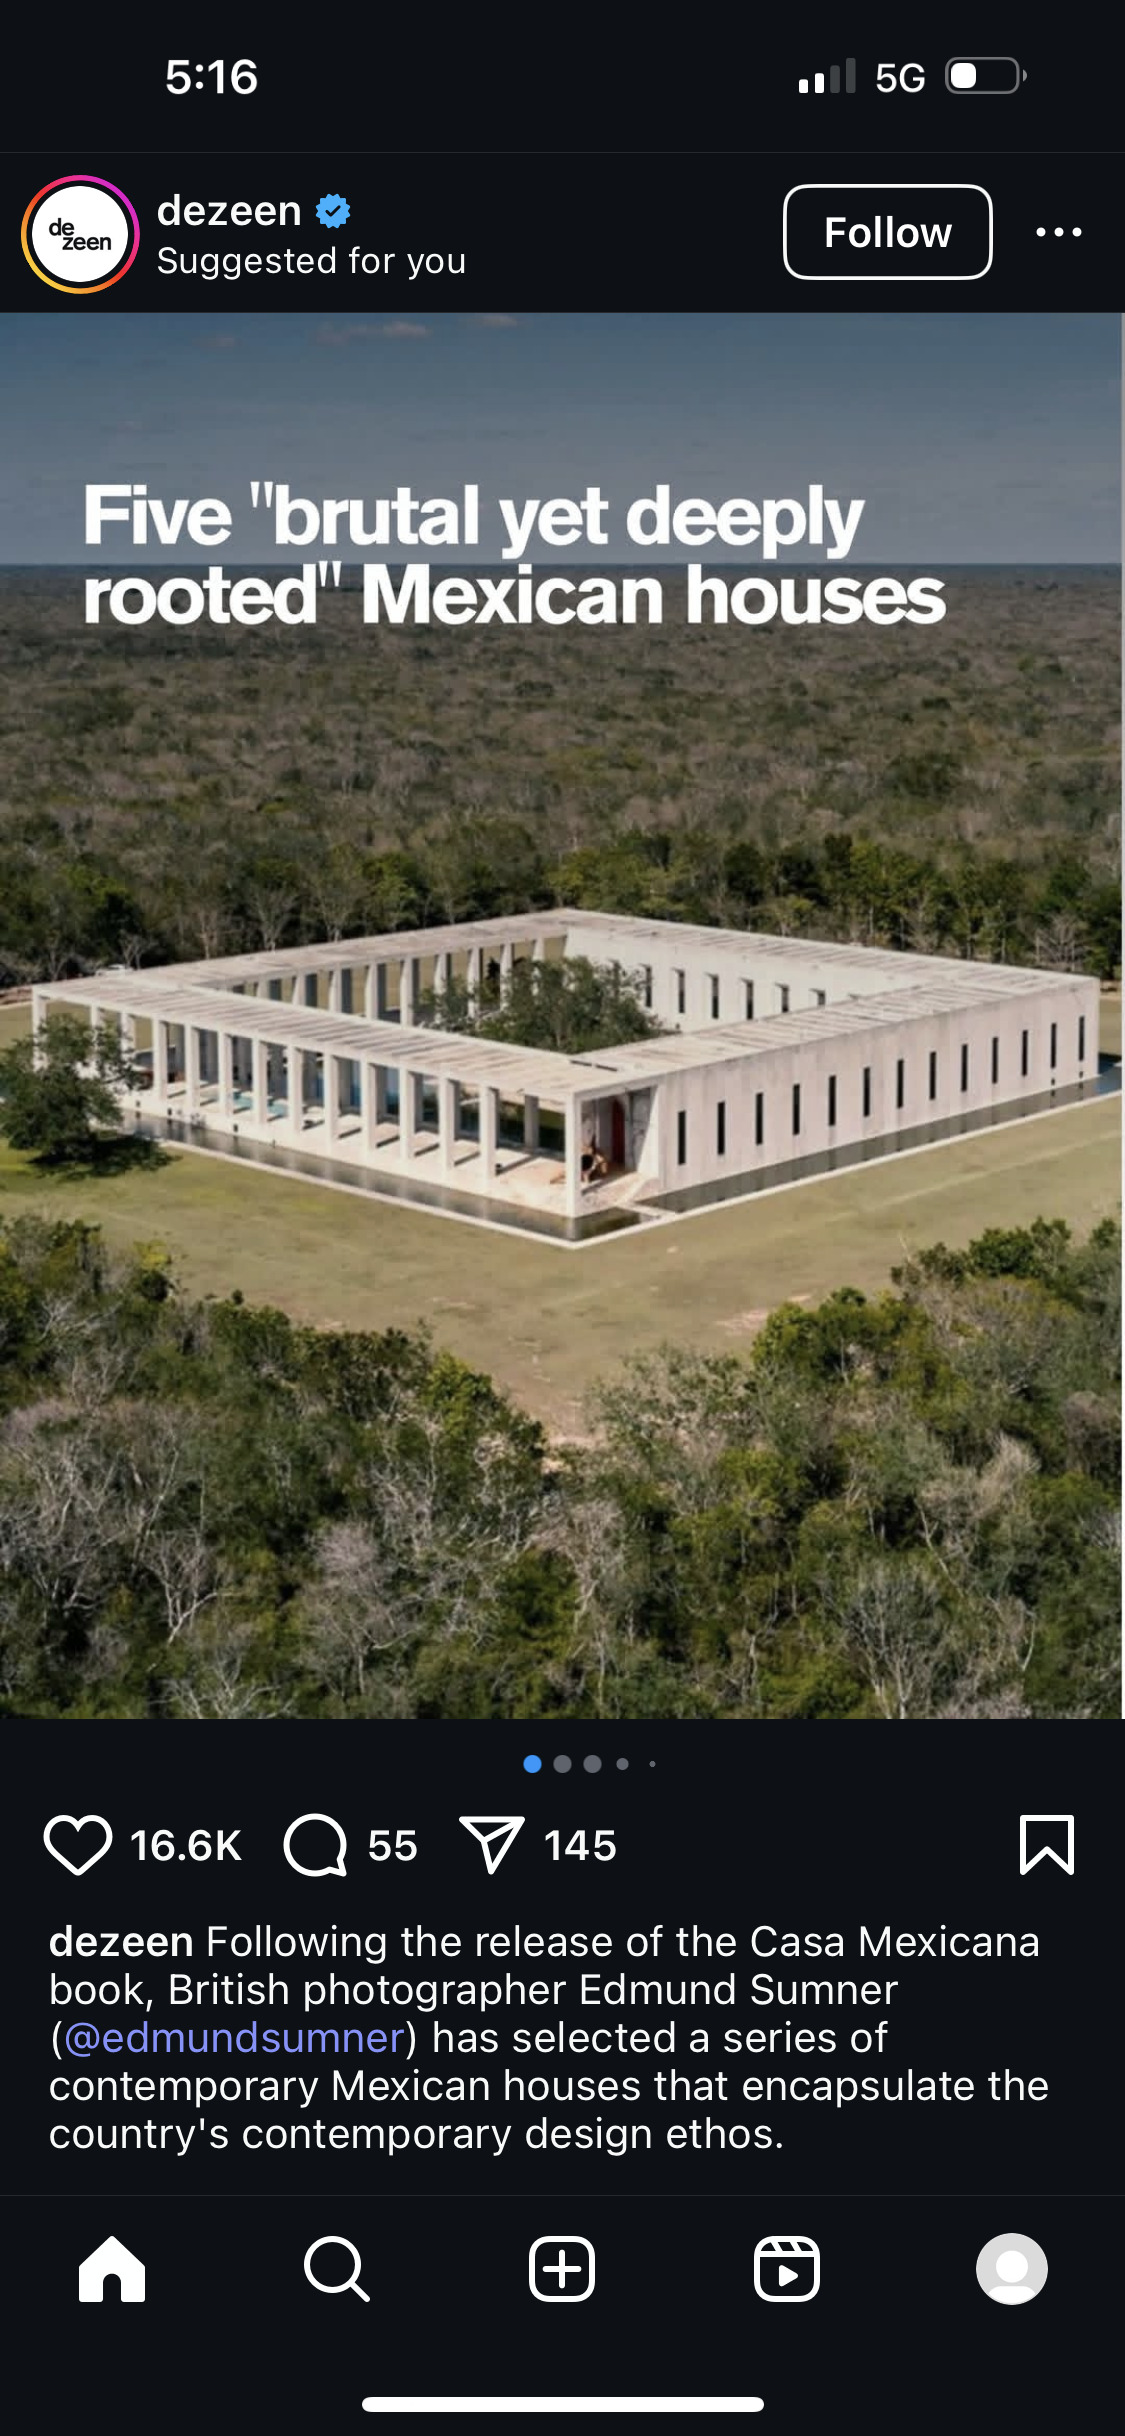 5:16
5G
de
zeen
dezeen
Follow
Suggested for you
Five "brutal yet deeply
rooted" Mexican houses
16.6K 55 145
dezeen Following the release of the Casa Mexicana
book, British photographer Edmund Sumner
(@edmundsumner) has selected a series of
contemporary Mexican houses that encapsulate the
country's contemporary design ethos.